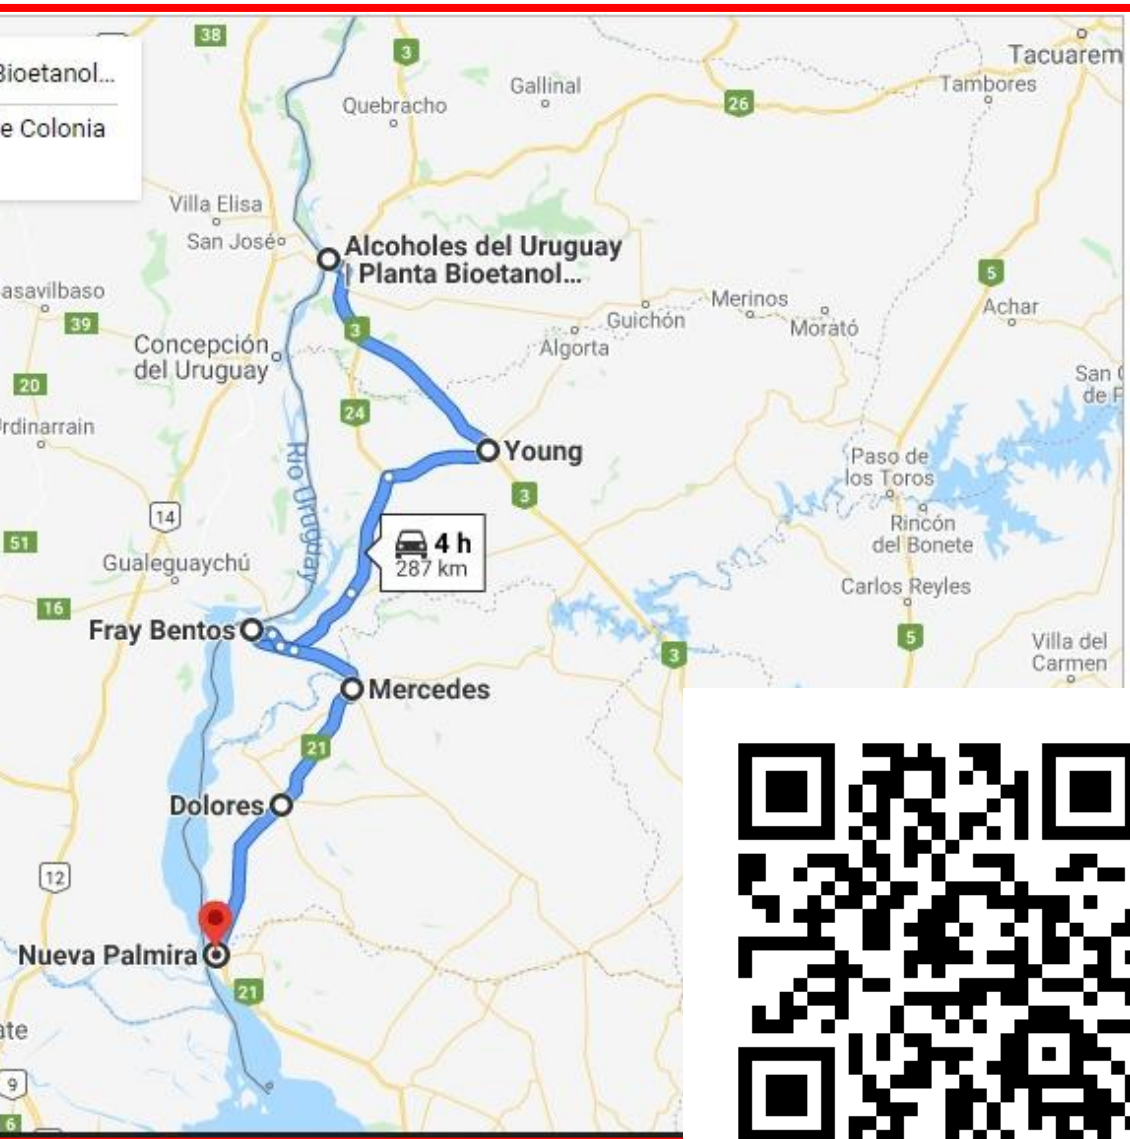 38
3
Tacuarem
Bioetanol...
Gallinal
Tambores
Quebracho
26
e Colonia
Villa Elisa
San José
Alcoholes del Uruguay
| Planta Bioetanol...
5
asavilbaso
Merinos
Achar
39
Guichón
Morató
3
Concepción
del Uruguay
Algorta
20
San
de F
24
rdinarrain
Young
Paso de
los Toros
Río Uruguay
3
14
Rincón
del Bonete
51
4 h
287 km
Gualeguaychú
Carlos Reyles
16
Fray Bentos
5
3
Villa del
Carmen
Mercedes
21
Dolores
12
Nueva Palmira
21
ate
9
6